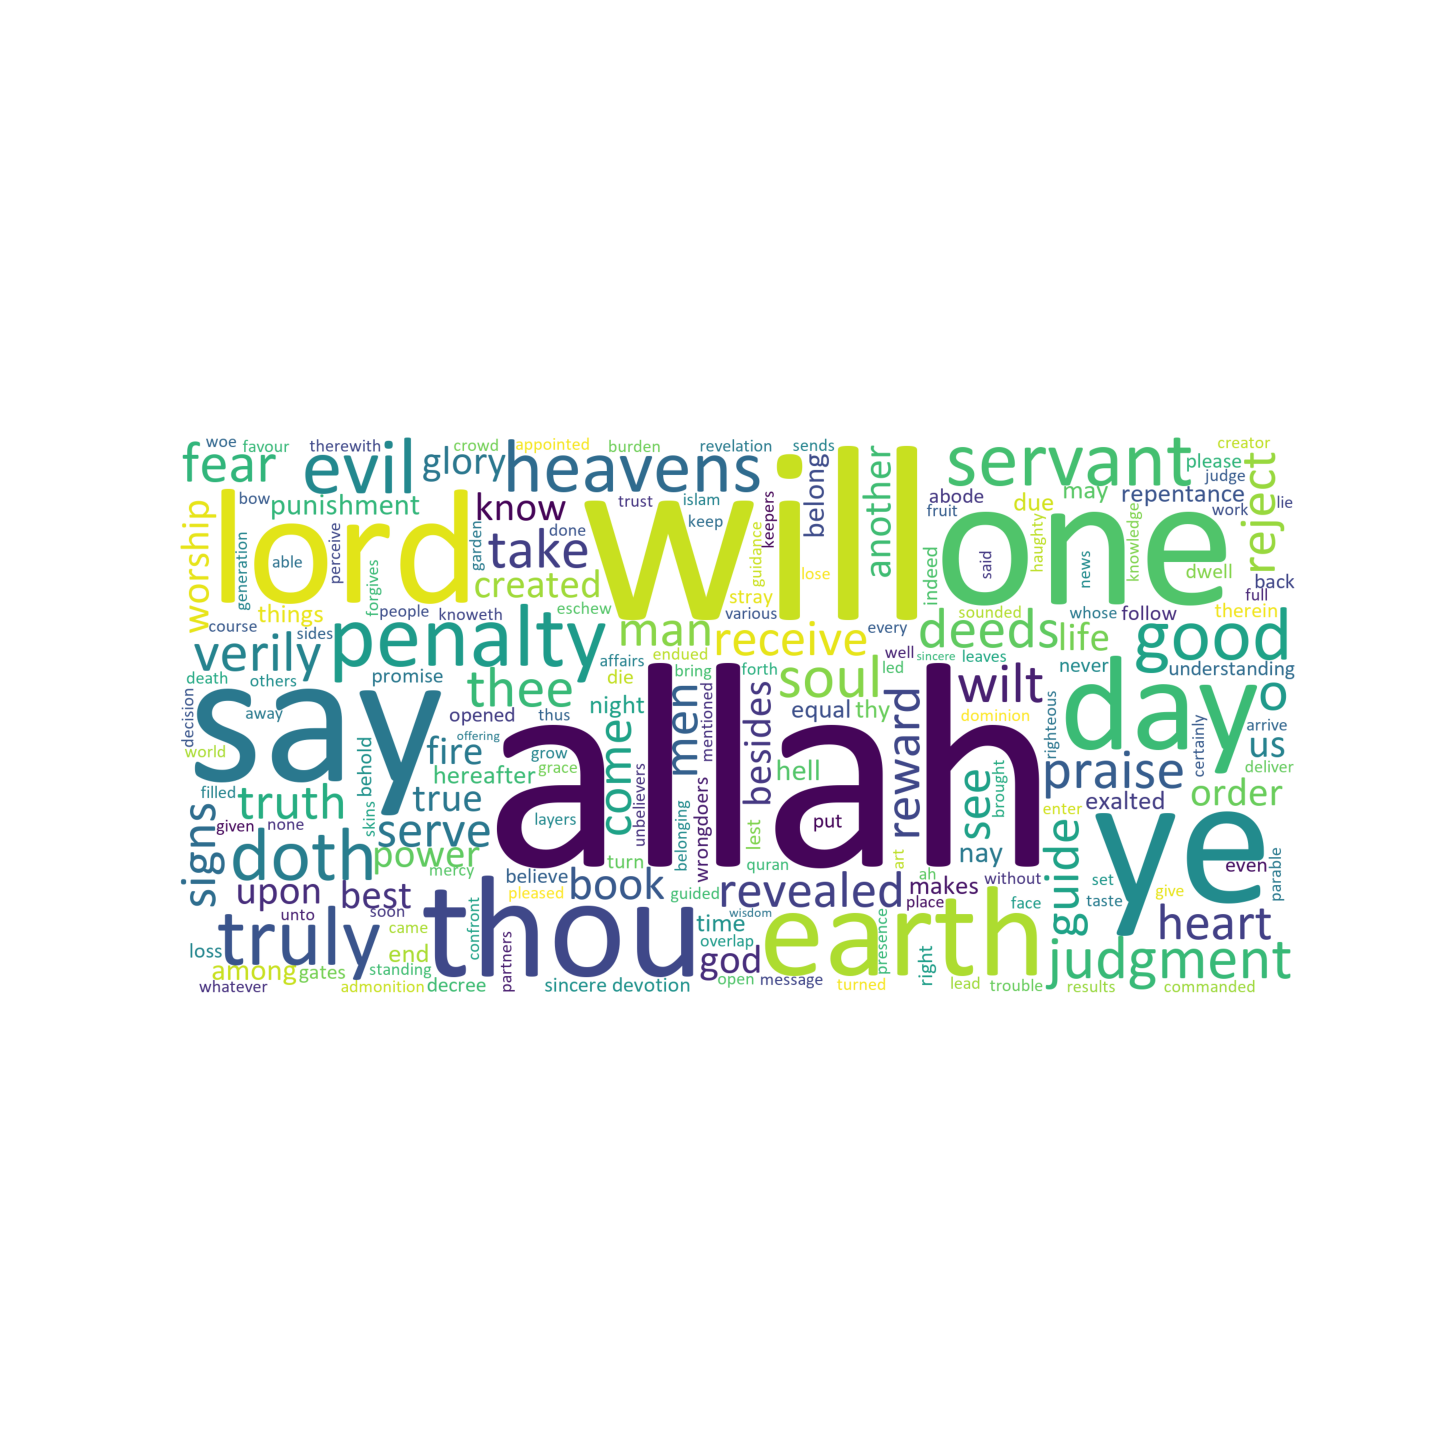 woe
favour
therewith
crowd
appointed
burden
revelation
sends
creator
fear
evil
glory
heavens
will
belong
another
servant
please
judge
reject
bow
punishment
know
trust
islam
keepers
abode
fruit
due
may
repentance
work
lie
worship
lord
generation
able
perceive
forgives
garden
take
done
keep
guidance
lose
one
indeed
said
haughty
news
knowledge
dwell
back
full
created
stray
things
people
knoweth
eschew
various
sounded
whose
follow
therein
course
sides
verily
penalty
man
receive
every
deeds
life
good
endued
affairs
well
sincere
leaves
never
understanding
death
others
promise
thee
die
bring
forth
soul
led
wilt
day
o
decision
away
say
opened
thus
night
men
mentioned
besides
equal
thy
reward
dominion
righteous
certainly
arrive
us
world
behold
fire
offering
grow
grace
come
allah
hell
see
brought
praise
deliver
hereafter
filled
truth
true
unbelievers
enter
exalted
order
signs
given
none
skins
serve
layers
belonging
wrongdoers
put
lest
nay
guide
ye
doth
power
mercy
turn
quran
art
even
parable
upon
best
believe
book
guided
revealed
ah
makes
without
set
taste
give
pleased
place
face
unto
soon
thou
wisdom
earth
heart
loss
truly
came
confront
time
overlap
presence
right
judgment
among
gates
standing
end
partners
god
whatever
admonition
decree
sincere devotion
open
message
turned
lead
trouble
results
commanded